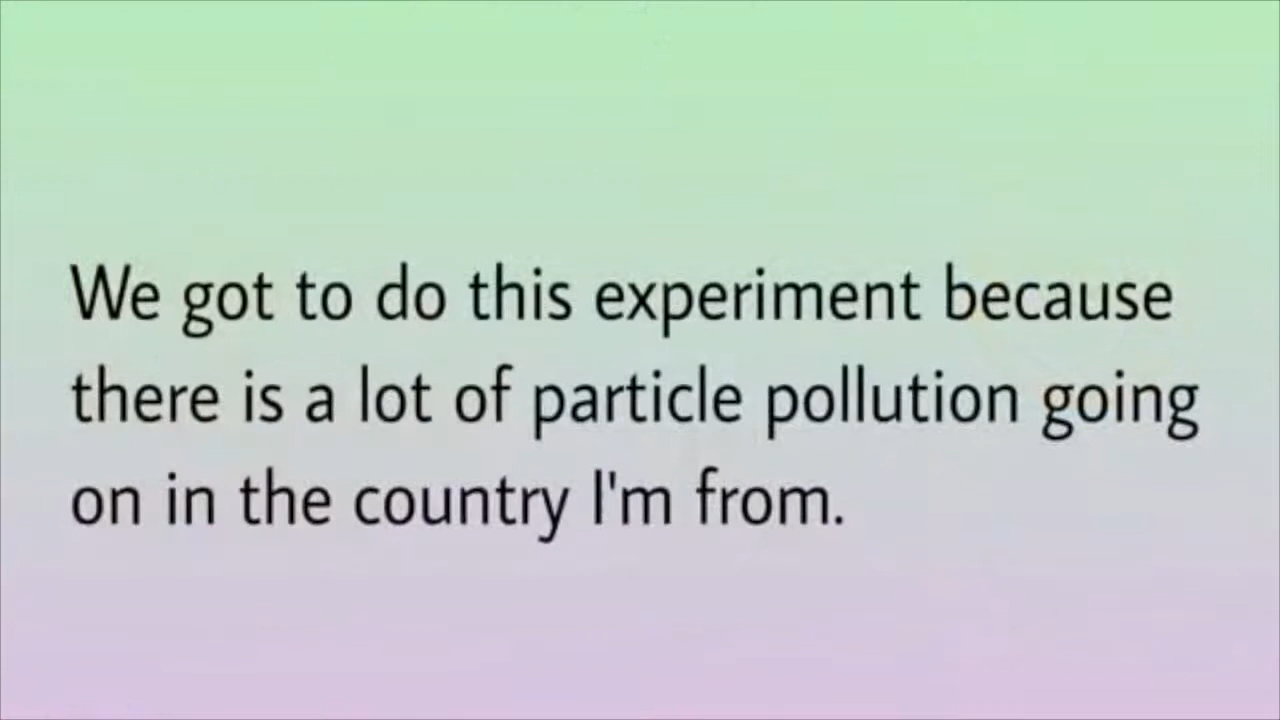 We got to do this experiment because
there is a lot of particle pollution going
on in the country I'm from.